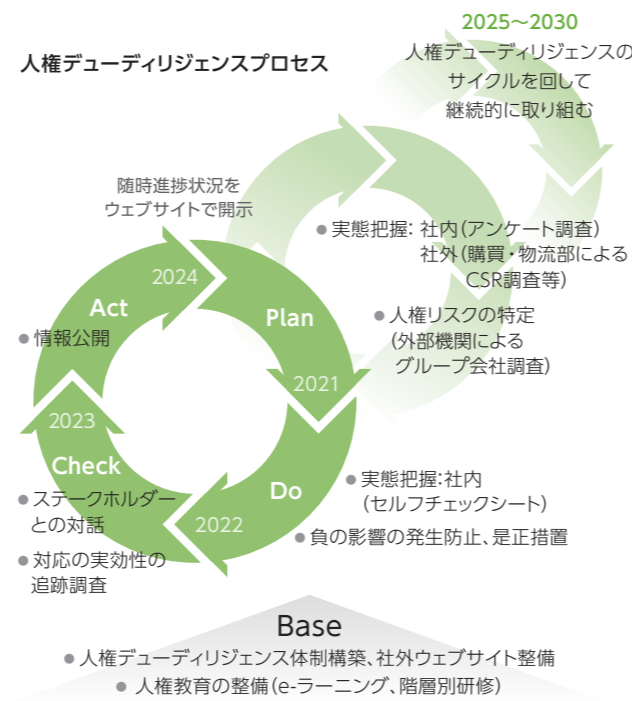 2025～2030
人権デューディリジェンスの
サイクルを回して
継続的に取り組む
人権デューディリジェンスプロセス
随時進捗状況を
ウェブサイトで開示
● 実態把握：社内（アンケート調査）
社外（購買・物流部による
CSR調査等）
● 人権リスクの特定
（外部機関による
グループ会社調査）
Plan
2021
Do
● 実態把握：社内
（セルフチェックシート）
● 負の影響の発生防止、是正措置
2022
Check
2023
● ステークホルダー
との対話
● 対応の実効性の
追跡調査
Act
2024
● 情報公開
Base
● 人権デューディリジェンス体制構築、社外ウェブサイト整備
● 人権教育の整備（e-ラーニング、階層別研修）